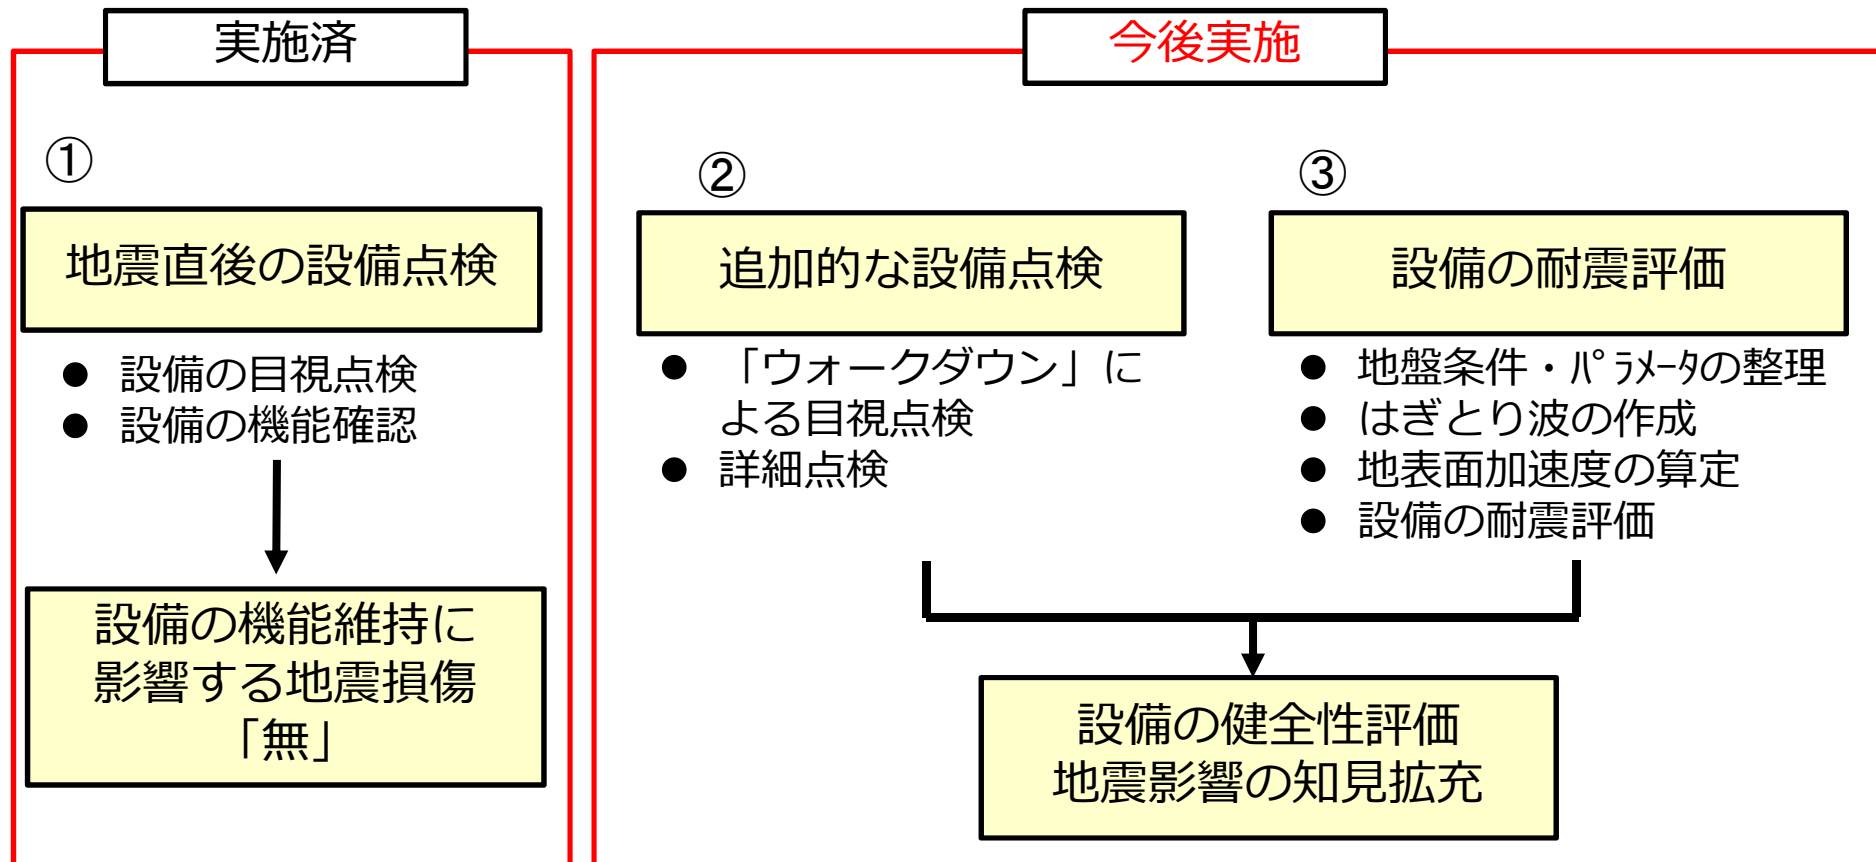 実施済
①
地震直後の設備点検
● 設備の目視点検
● 設備の機能確認
設備の機能維持に
影響する地震損傷
「無」
今後実施
②
追加的な設備点検
● 「ウォークダウン」に
よる目視点検
● 詳細点検
③
設備の耐震評価
● 地盤条件・ﾊﾟﾗﾒｰﾀの整理
● はぎとり波の作成
● 地表面加速度の算定
● 設備の耐震評価
設備の健全性評価
地震影響の知見拡充